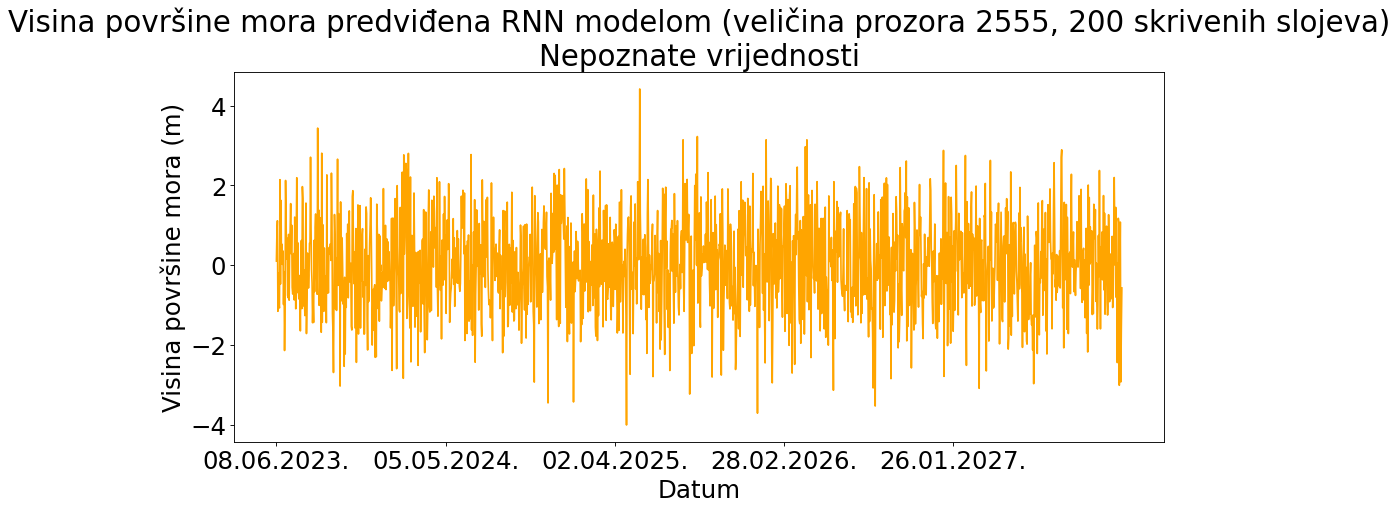 Visina površine mora predviđena RNN modelom (veličina prozora 2555, 200 skrivenih slojeva)
Nepoznate vrijednosti
Visina površine mora (m)
4
2
0
−2
−4
08.06.2023. 05.05.2024. 02.04.2025. 28.02.2026. 26.01.2027.
Datum